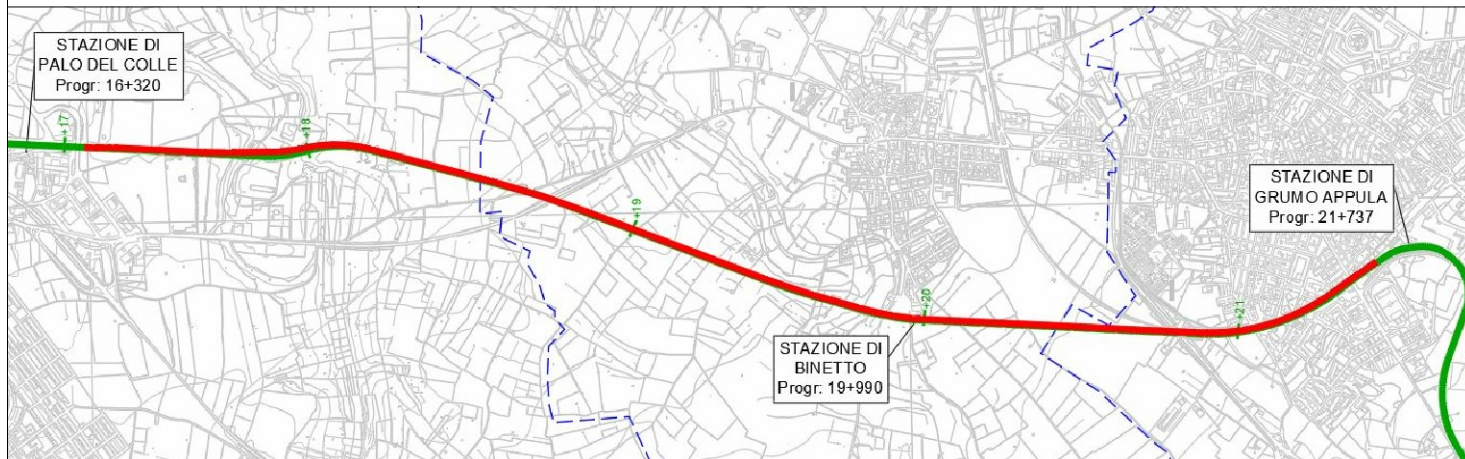 STAZIONE DI
PALO DEL COLLE
Progr: 16+320
+17
+18
+19
STAZIONE DI
GRUMO APPULA
Progr: 21+737
+20
+21
STAZIONE DI
BINETTO
Progr: 19+990